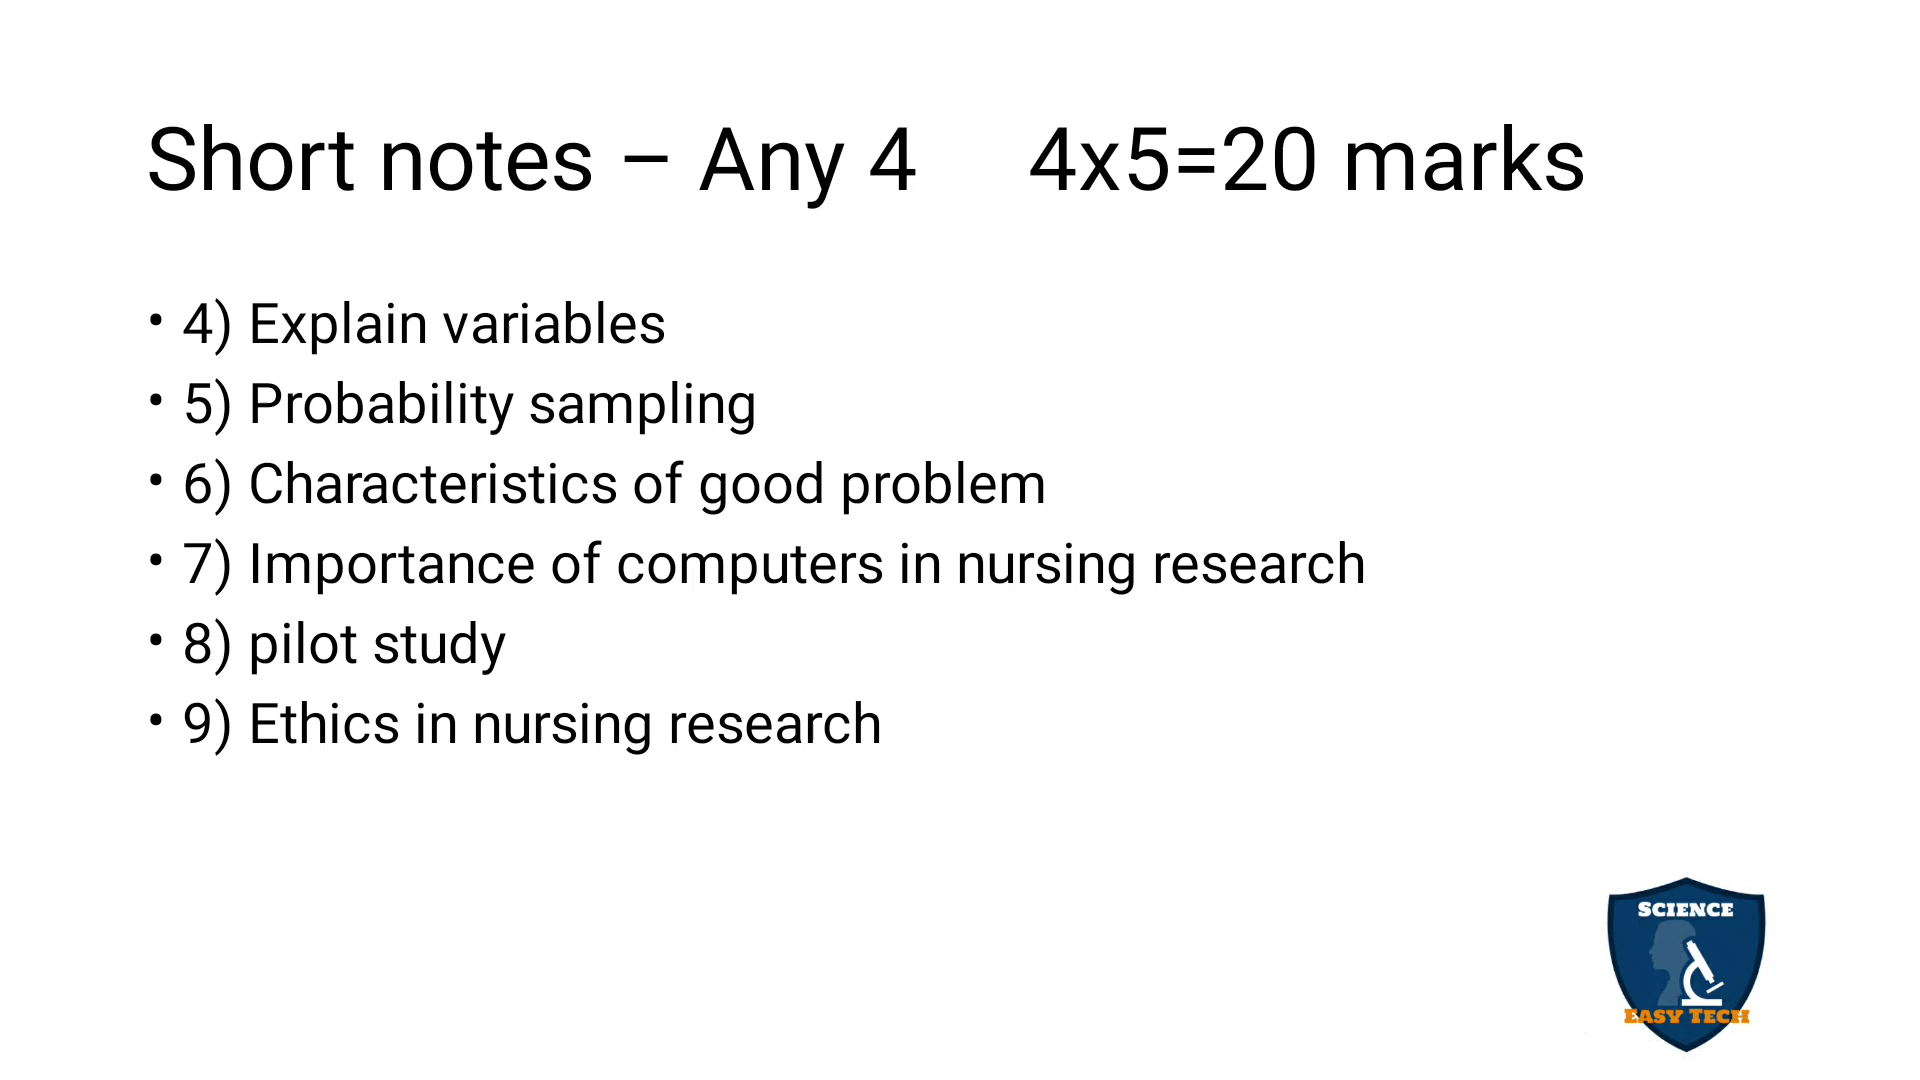 Short notes – Any 4 4x5=20 marks
• 4) Explain variables
• 5) Probability sampling
• 6) Characteristics of good problem
• 7) Importance of computers in nursing research
• 8) pilot study
• 9) Ethics in nursing research
SCIENCE
EASY TECH